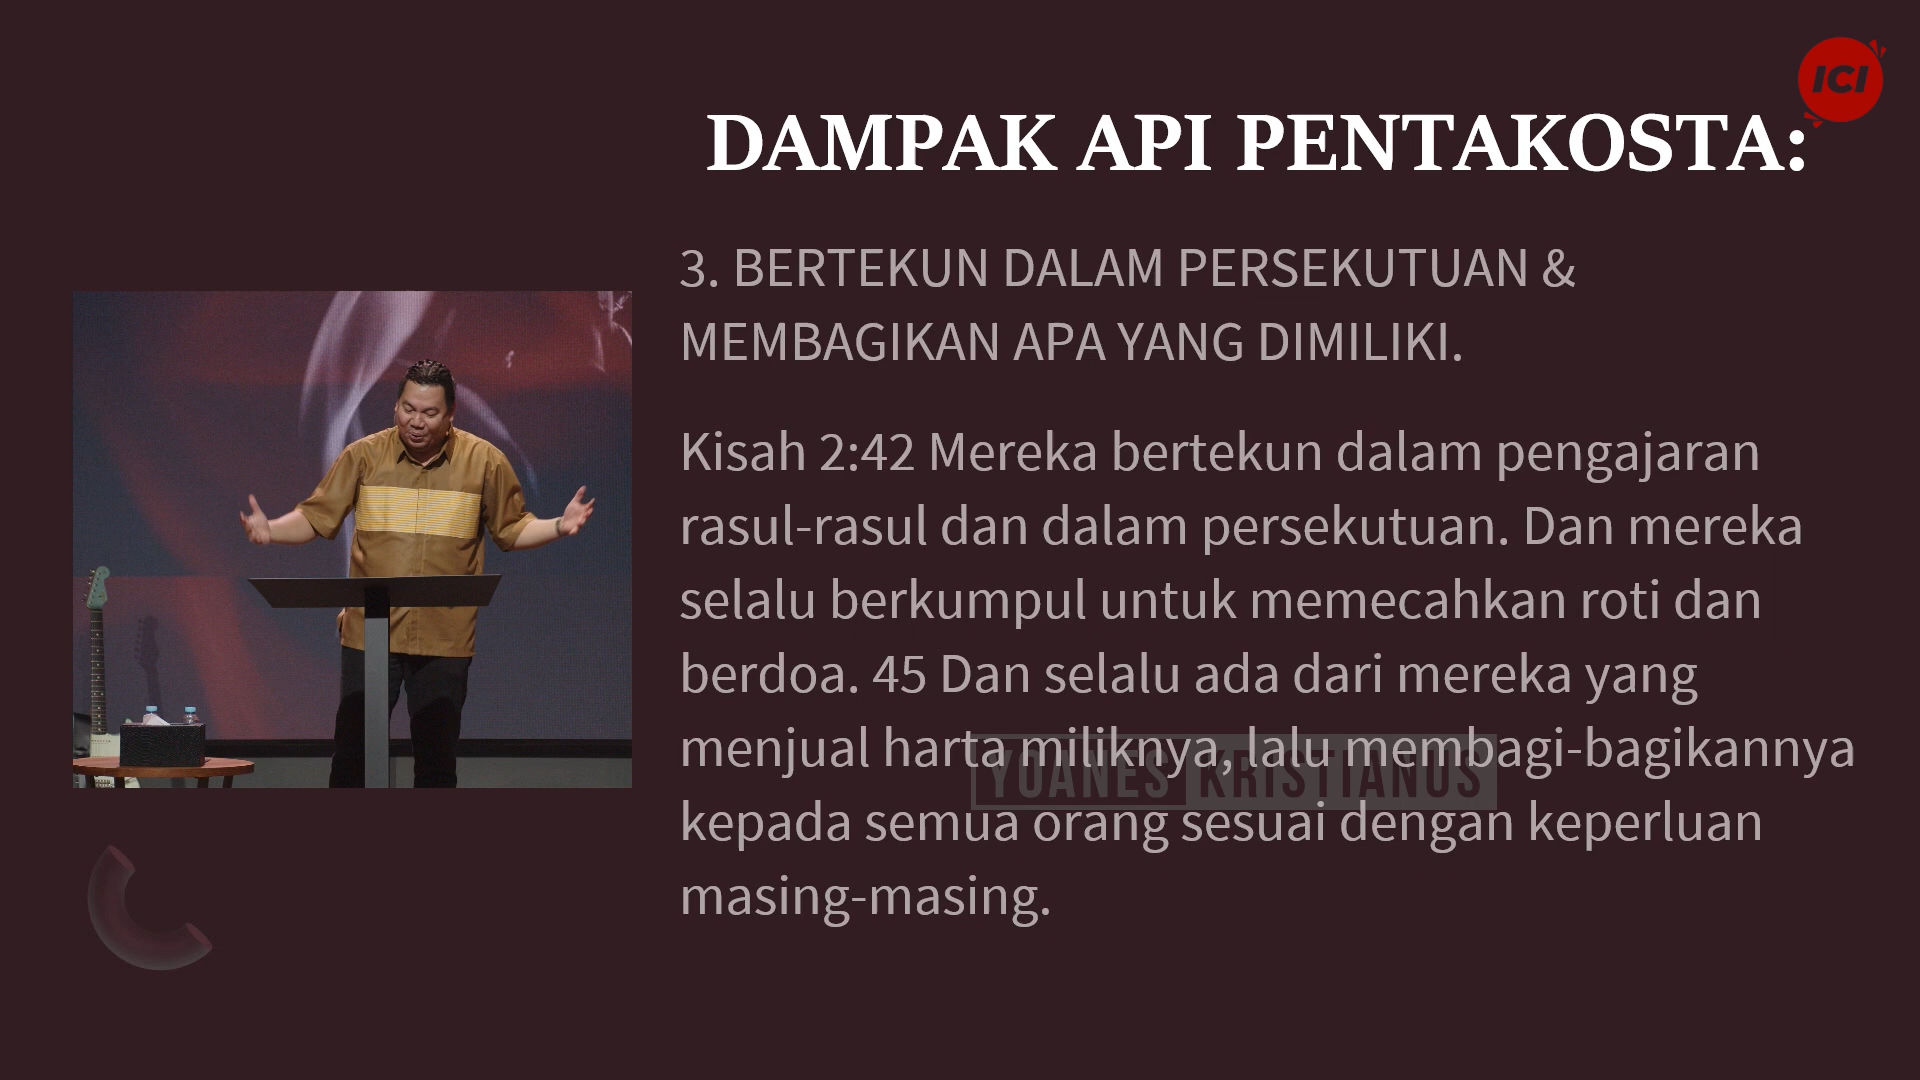 ICI
DAMPAK API PENTAKOSTA:
3. BERTEKUN DALAM PERSEKUTUAN &
MEMBAGIKAN APA YANG DIMILIKI.
Kisah 2:42 Mereka bertekun dalam pengajaran
rasul-rasul dan dalam persekutuan. Dan mereka
selalu berkumpul untuk memecahkan roti dan
berdoa. 45 Dan selalu ada dari mereka yang
menjual harta miliknya, lalu membagi-bagikannya
YOANES KRISTIANUS
kepada semua orang sesuai dengan keperluan
masing-masing.